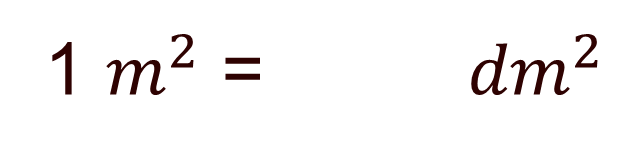 1 m² = dm²